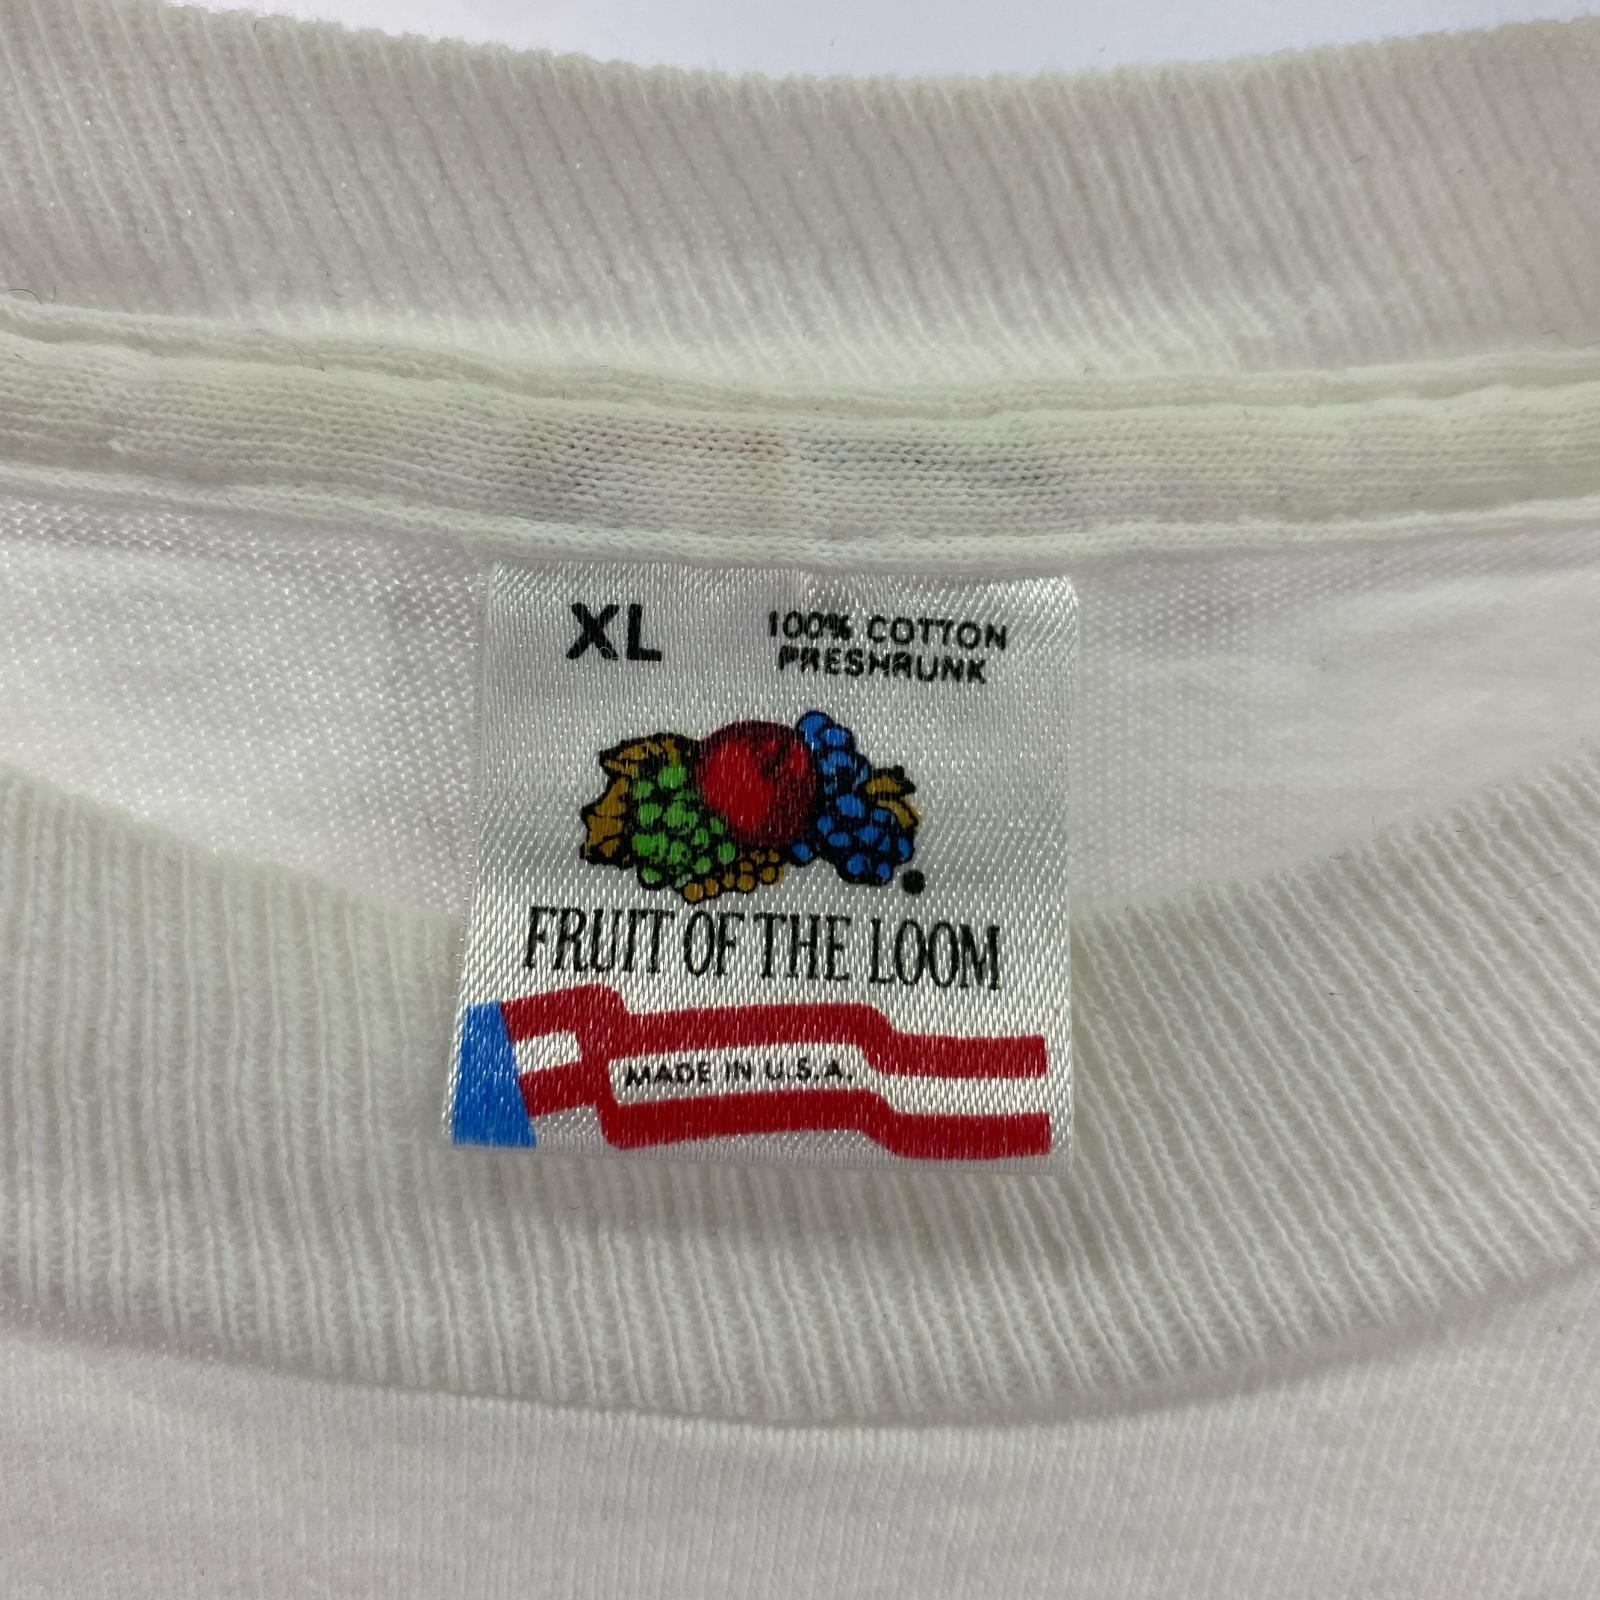 XL
100% COTTON
PRESHRUNK
FRUIT OF THE LOOM
MADE IN U.S.A.